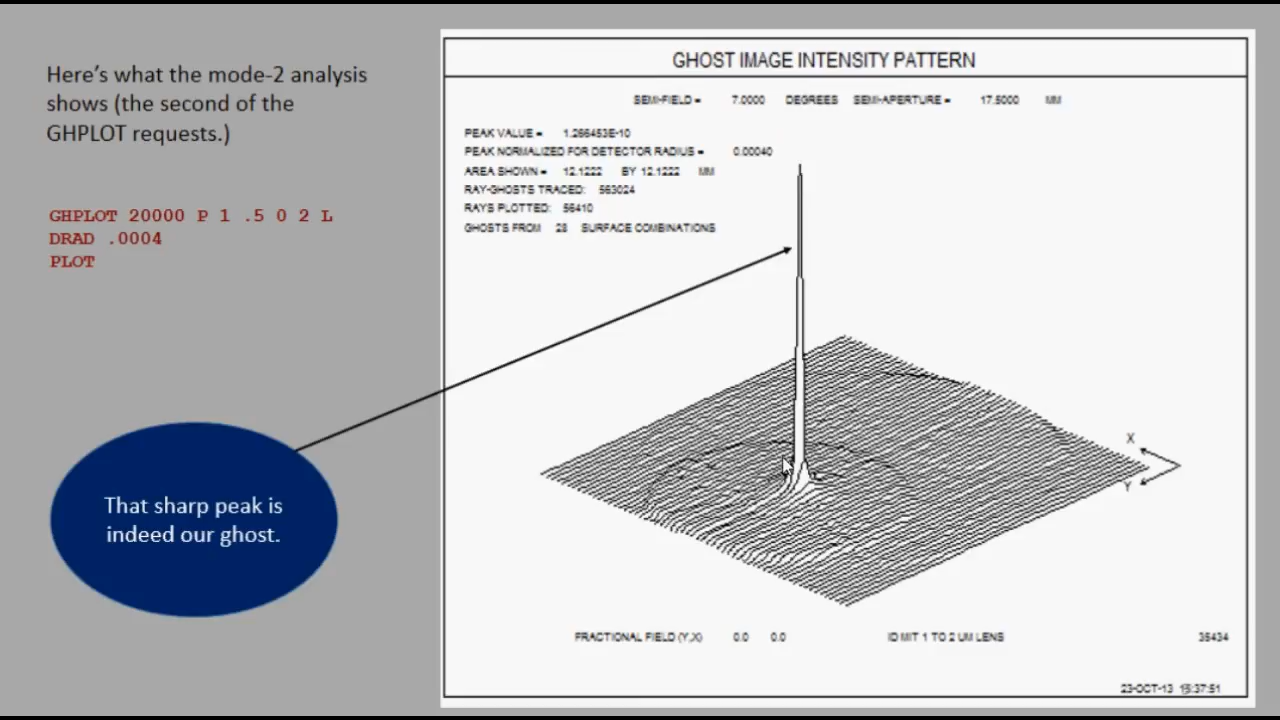 Here's what the mode-2 analysis
shows (the second of the
GHPLOT requests.)
GHPLOT 20000 P 1 .5 0 2 L
DRAD .0004
PLOT
That sharp peak is
indeed our ghost.
GHOST IMAGE INTENSITY PATTERN
SEMI-FIELD = 7.0000 DEGREES SEMI-APERTURE = 17.5000 MM
PEAK VALUE = 1.266453E-10
PEAK NORMALIZED FOR DETECTOR RADIUS = 0.00040
AREA SHOWN = 12.1222 BY 12.1222 MM
RAY-GHOSTS TRACED: 563024
RAYS PLOTTED: 56410
GHOSTS FROM 28 SURFACE COMBINATIONS
X
Y
FRACTIONAL FIELD (Y,X) 0.0 0.0 ID MIT 1 TO 2 UM LENS 35434
23-OCT-13 15:37:51